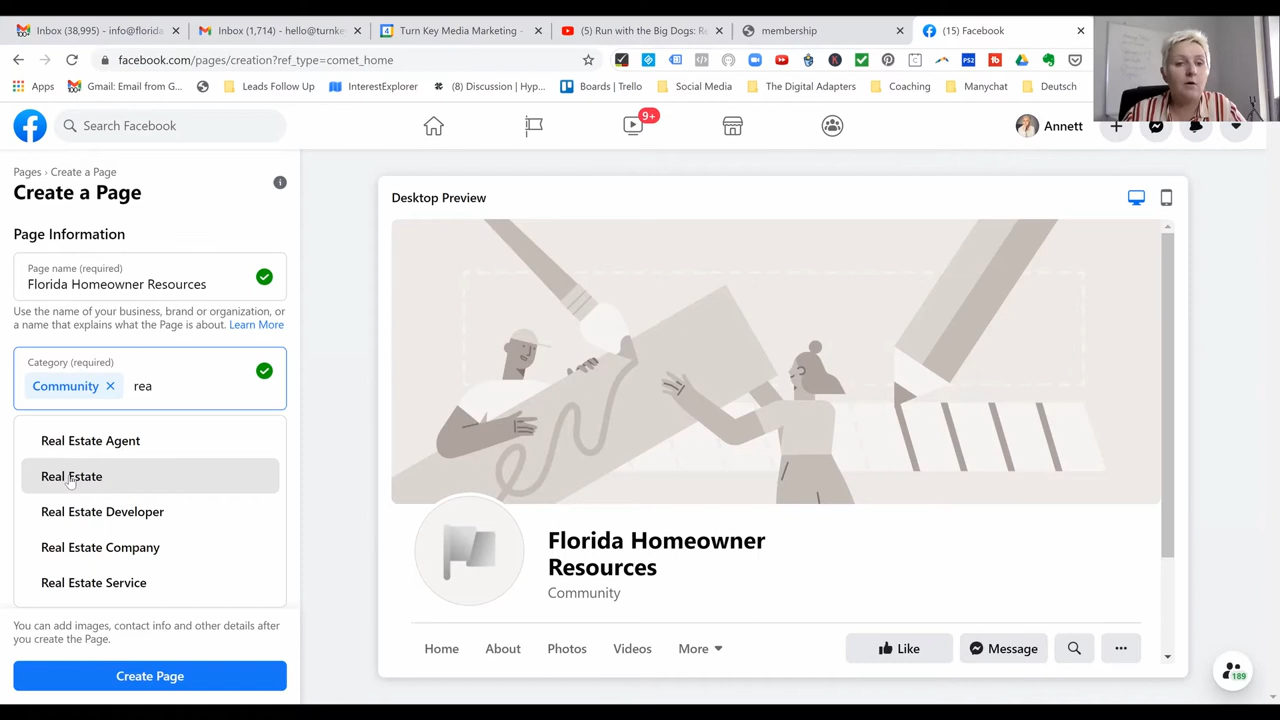 Inbox (38,995) - info@florida
Inbox (1,714) - hello@turnke
Turn Key Media Marketing -
(5) Run with the Big Dogs: R
membership
(15) Facebook
facebook.com/pages/creation?ref_type=comet_home
Apps
Gmail: Email from G...
Leads Follow Up
InterestExplorer
(8) Discussion | Hyp...
Boards | Trello
Social Media
The Digital Adapters
Coaching
Manychat
Deutsch
Search Facebook
9+
Annett
Pages › Create a Page
Create a Page
Page Information
Page name (required)
Florida Homeowner Resources
Use the name of your business, brand or organization, or
a name that explains what the Page is about. Learn More
Category (required)
Community
rea
Real Estate Agent
Real Estate
Real Estate Developer
Real Estate Company
Real Estate Service
You can add images, contact info and other details after
you create the Page.
Create Page
Desktop Preview
Florida Homeowner
Resources
Community
Home
About
Photos
Videos
More
Like
Message
189